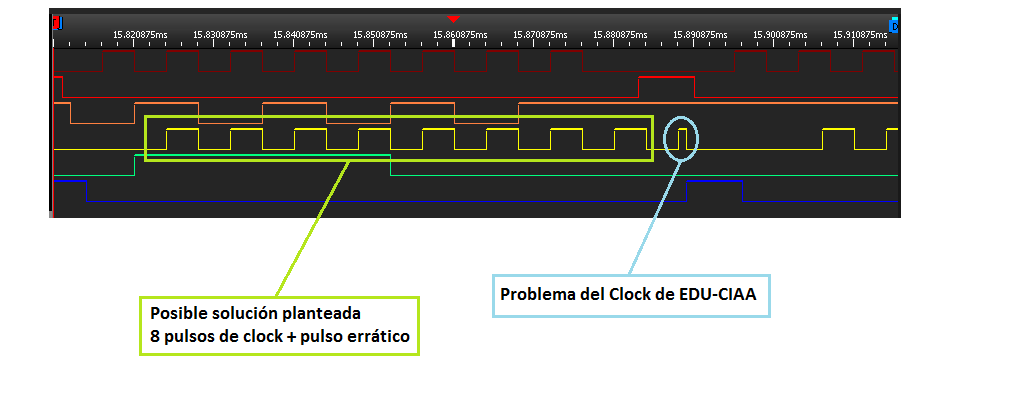 15.820875ms 15.830875ms 15.840875ms 15.850875ms 15.860875ms 15.870875ms 15.880875ms 15.890875ms 15.900875ms 15.910875ms
Problema del Clock de EDU-CIAA
Posible solución planteada
8 pulsos de clock + pulso errático